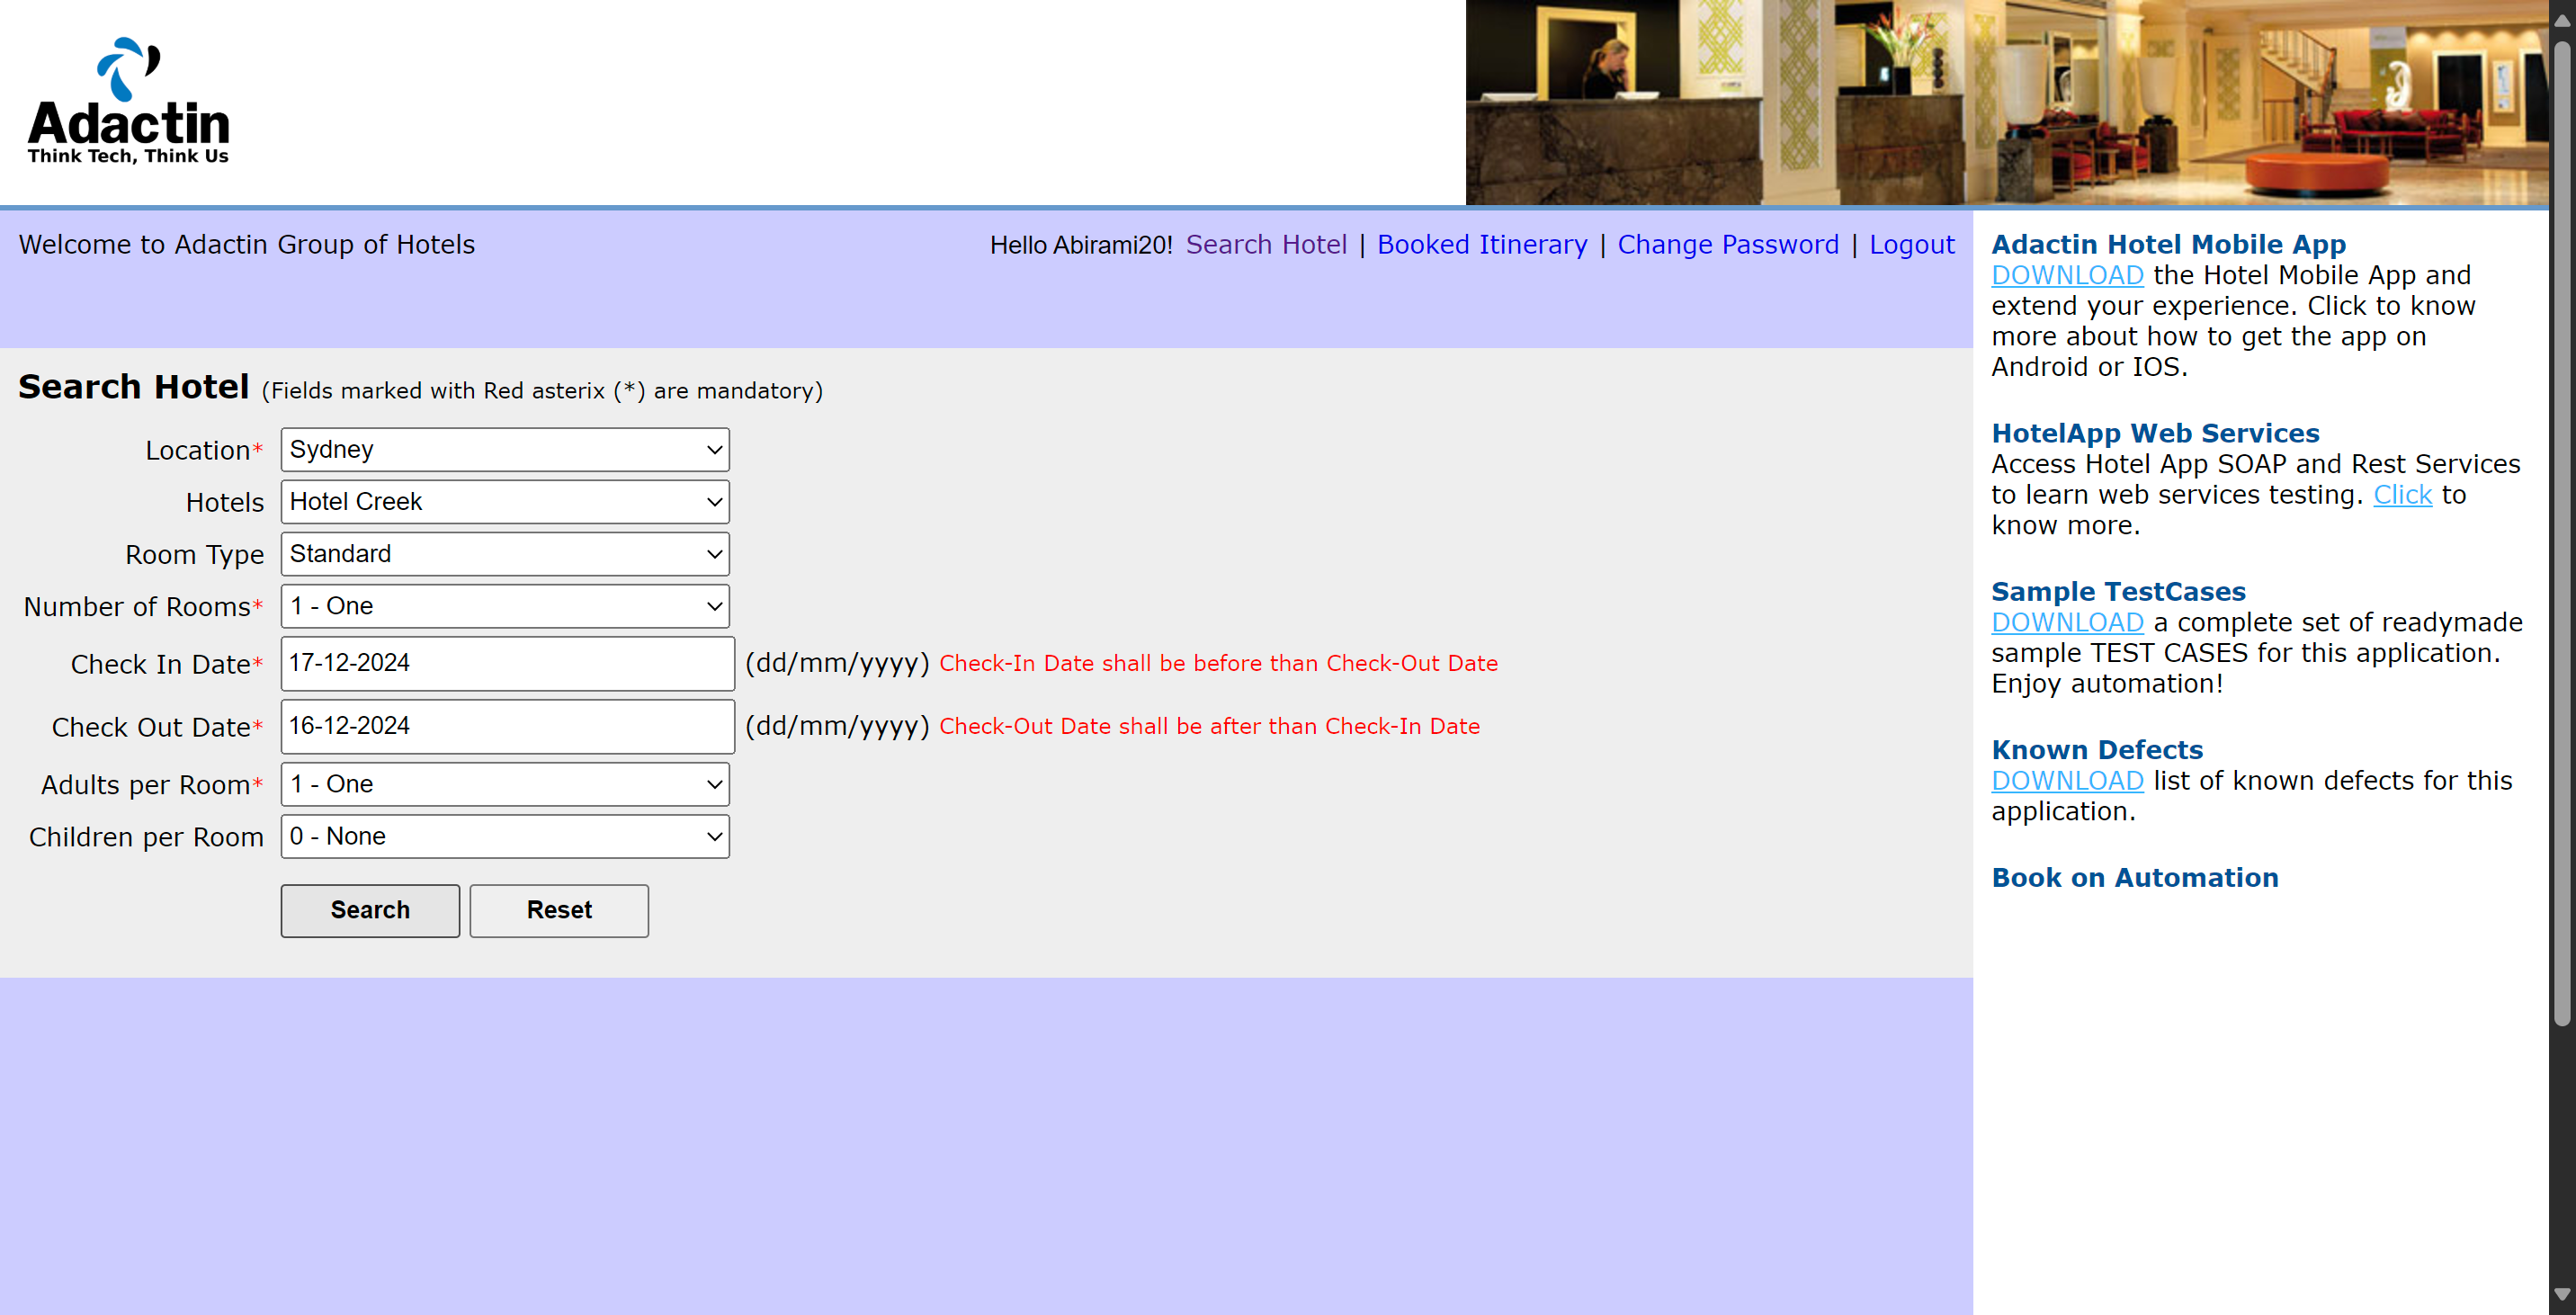 Adactin
Think Tech, Think Us
Welcome to Adactin Group of Hotels
Hello Abirami20! Search Hotel | Booked Itinerary | Change Password | Logout
Search Hotel (Fields marked with Red asterix (*) are mandatory)
Location* Sydney
Hotels Hotel Creek
Room Type Standard
Number of Rooms* 1 - One
Check In Date* 17-12-2024 (dd/mm/yyyy) Check-In Date shall be before than Check-Out Date
Check Out Date* 16-12-2024 (dd/mm/yyyy) Check-Out Date shall be after than Check-In Date
Adults per Room* 1 - One
Children per Room 0 - None
Search Reset
Adactin Hotel Mobile App
DOWNLOAD the Hotel Mobile App and
extend your experience. Click to know
more about how to get the app on
Android or IOS.
HotelApp Web Services
Access Hotel App SOAP and Rest Services
to learn web services testing. Click to
know more.
Sample TestCases
DOWNLOAD a complete set of readymade
sample TEST CASES for this application.
Enjoy automation!
Known Defects
DOWNLOAD list of known defects for this
application.
Book on Automation